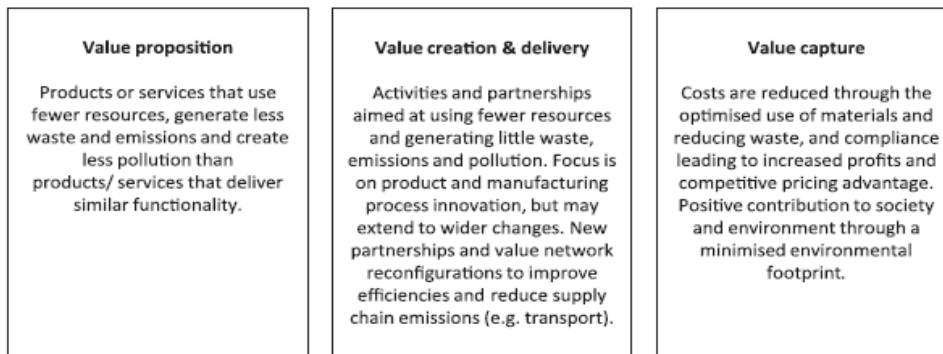 Value proposition
Products or services that use
fewer resources, generate less
waste and emissions and create
less pollution than
products/ services that deliver
similar functionality.
Value creation & delivery
Activities and partnerships
aimed at using fewer resources
and generating little waste,
emissions and pollution. Focus is
on product and manufacturing
process innovation, but may
extend to wider changes. New
partnerships and value network
reconfigurations to improve
efficiencies and reduce supply
chain emissions (e.g. transport).
Value capture
Costs are reduced through the
optimised use of materials and
reducing waste, and compliance
leading to increased profits and
competitive pricing advantage.
Positive contribution to society
and environment through a
minimised environmental
footprint.